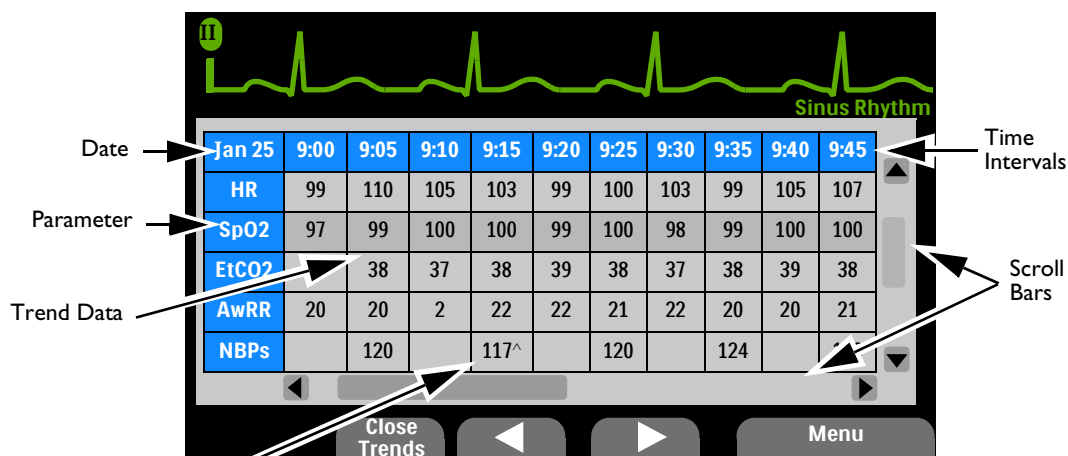 II
Sinus Rhythm
Date
Time
Intervals
Jan 25 9:00 9:05 9:10 9:15 9:20 9:25 9:30 9:35 9:40 9:45
HR 99 110 105 103 99 100 103 99 105 107
Parameter
SpO2 97 99 100 100 99 100 98 99 100 100
EtCO2 38 37 38 39 38 37 38 39 38
Scroll
Bars
Trend Data
AwRR 20 20 2 22 22 21 22 20 20 21
NBPs 120 117^ 120 124
Close
Trends
Menu